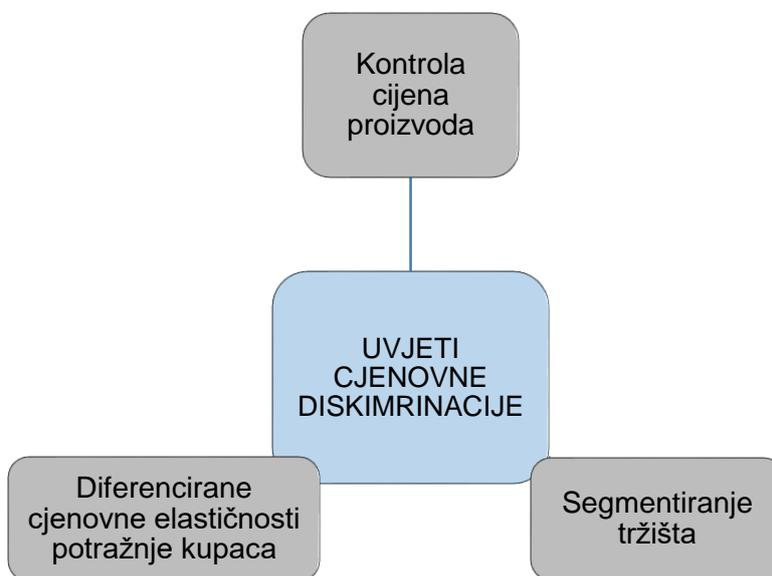 Kontrola
cijena
proizvoda
UVJETI
CJENOVNE
DISKIMRINACIJE
Diferencirane
cjenovne elastičnosti
potražnje kupaca
Segmentiranje
tržišta